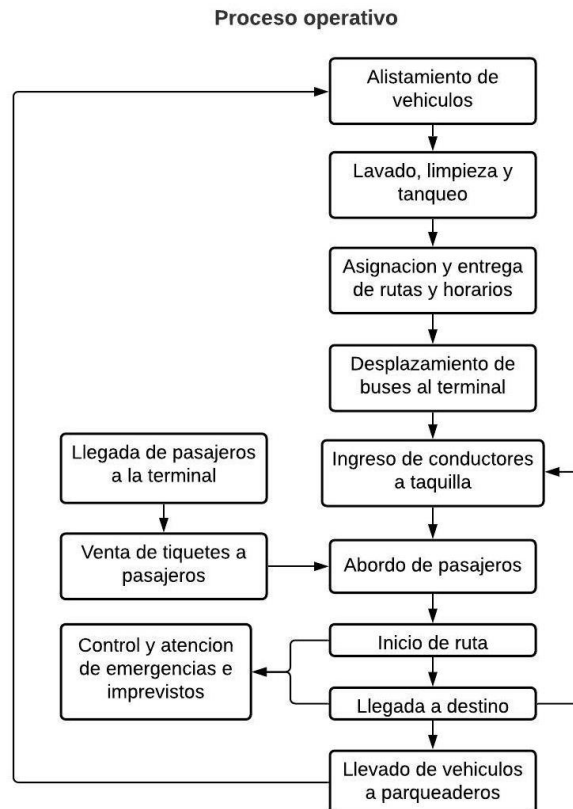 Proceso operativo
Alistamiento de
vehiculos
Lavado, limpieza y
tanqueo
Asignacion y entrega
de rutas y horarios
Desplazamiento de
buses al terminal
Llegada de pasajeros
a la terminal
Ingreso de conductores
a taquilla
Venta de tiquetes a
pasajeros
Abordo de pasajeros
Control y atencion
de emergencias e
imprevistos
Inicio de ruta
Llegada a destino
Llevado de vehiculos
a parqueaderos